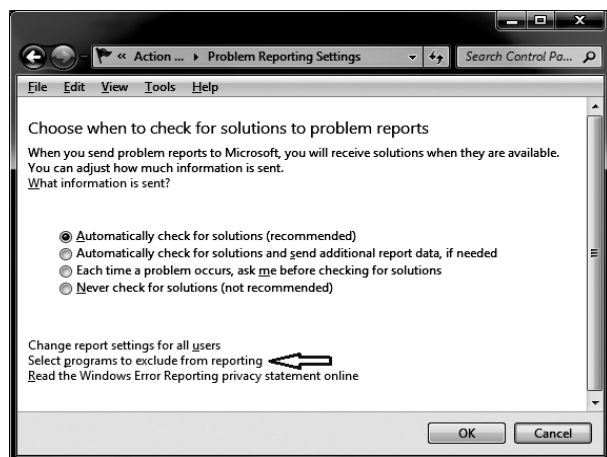 « Action ... ▸ Problem Reporting Settings Search Control Pa...
File Edit View Tools Help
Choose when to check for solutions to problem reports
When you send problem reports to Microsoft, you will receive solutions when they are available.
You can adjust how much information is sent.
What information is sent?
Automatically check for solutions (recommended)
Automatically check for solutions and send additional report data, if needed
Each time a problem occurs, ask me before checking for solutions
Never check for solutions (not recommended)
Change report settings for all users
Select programs to exclude from reporting
Read the Windows Error Reporting privacy statement online
OK Cancel